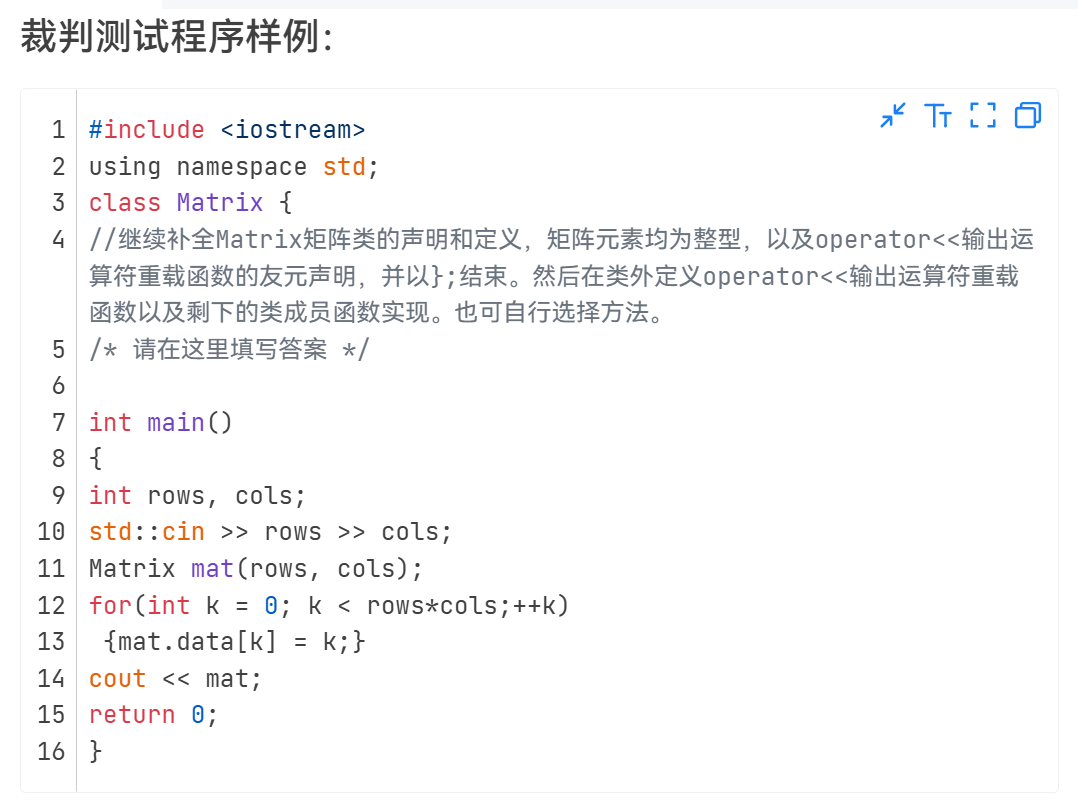 裁判测试程序样例:
1 #include <iostream>
2 using namespace std;
3 class Matrix {
4 //继续补全Matrix矩阵类的声明和定义，矩阵元素均为整型，以及operator<<输出运
算符重载函数的友元声明，并以};结束。然后在类外定义operator<<输出运算符重载
函数以及剩下的类成员函数实现。也可自行选择方法。
5 /* 请在这里填写答案 */
6
7 int main()
8 {
9 int rows, cols;
10 std::cin >> rows >> cols;
11 Matrix mat(rows, cols);
12 for(int k = 0; k < rows*cols;++k)
13  {mat.data[k] = k;}
14 cout << mat;
15 return 0;
16 }